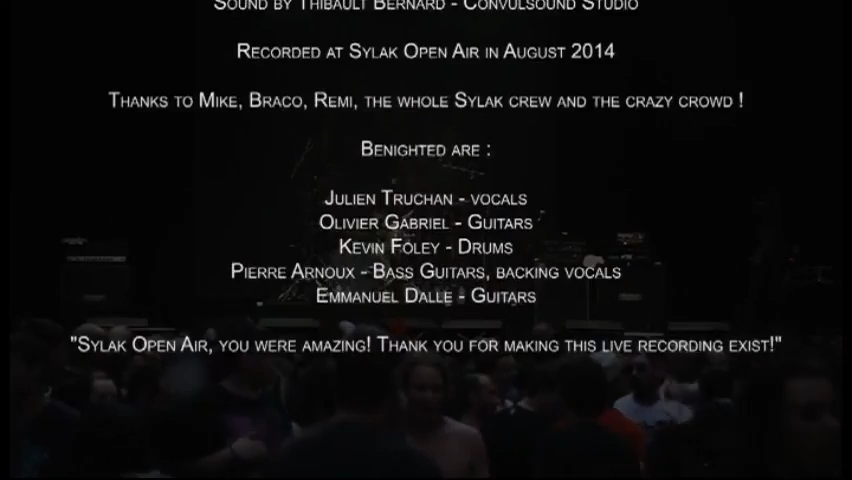 Sound by Thibault Bernard - Convulsound Studio
Recorded at Sylak Open Air in August 2014
Thanks to Mike, Braco, Remi, the whole Sylak crew and the crazy crowd !
Benighted are :
Julien Truchan - vocals
Olivier Gabriel - Guitars
Kevin Foley - Drums
Pierre Arnoux - Bass Guitars, backing vocals
Emmanuel Dalle - Guitars
"Sylak Open Air, you were amazing! Thank you for making this live recording exist!"